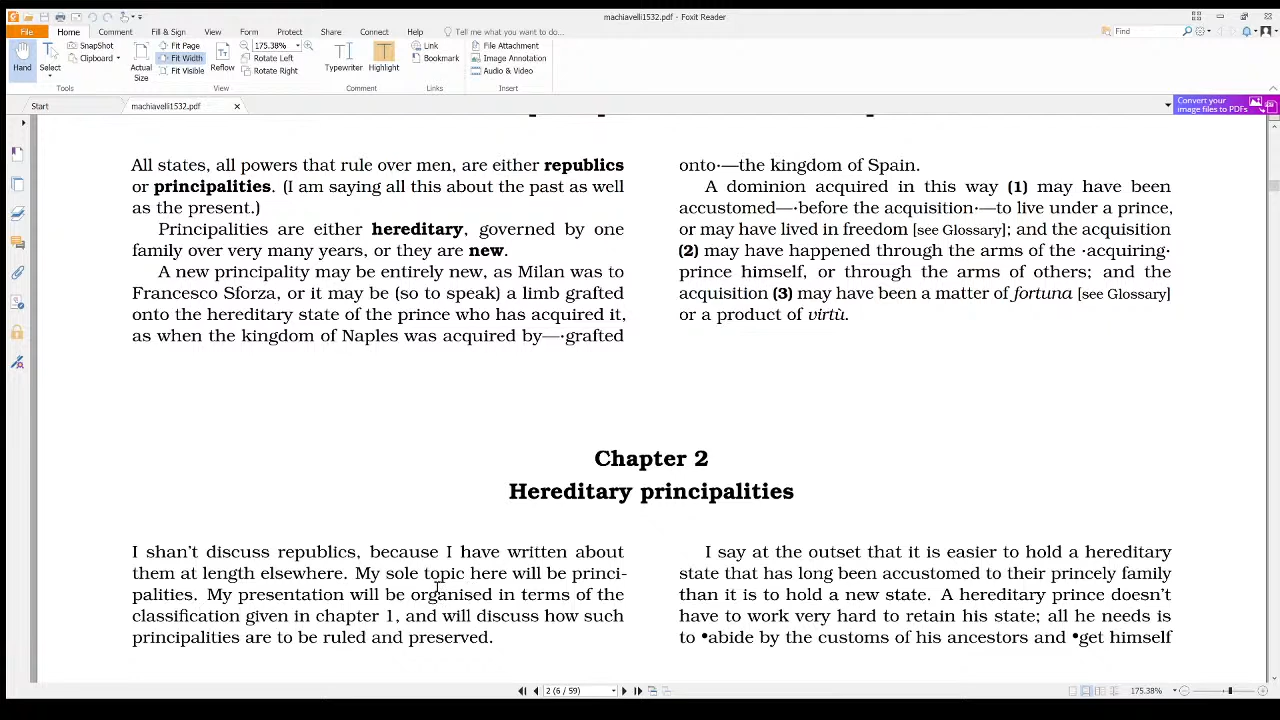 machiavelli1532.pdf - Foxit Reader
File Home Comment Fill & Sign View Form Protect Share Connect Help Tell me what you want to do... Find
Hand
Select
SnapShot
Clipboard
Tools
Actual Size
Fit Page
Fit Width
Fit Visible
Reflow
175.38%
Rotate Left
Rotate Right
View
Typewriter
Highlight
Comment
Link
Bookmark
Links
File Attachment
Image Annotation
Audio & Video
Insert
Start
machiavelli1532.pdf
Convert your
image files to PDFs
All states, all powers that rule over men, are either republics
or principalities. (I am saying all this about the past as well
as the present.)
Principalities are either hereditary, governed by one
family over very many years, or they are new.
A new principality may be entirely new, as Milan was to
Francesco Sforza, or it may be (so to speak) a limb grafted
onto the hereditary state of the prince who has acquired it,
as when the kingdom of Naples was acquired by—·grafted
onto·—the kingdom of Spain.
A dominion acquired in this way (1) may have been
accustomed—·before the acquisition·—to live under a prince,
or may have lived in freedom [see Glossary]; and the acquisition
(2) may have happened through the arms of the ·acquiring·
prince himself, or through the arms of others; and the
acquisition (3) may have been a matter of fortuna [see Glossary]
or a product of virtù.
Chapter 2
Hereditary principalities
I shan't discuss republics, because I have written about
them at length elsewhere. My sole topic here will be princi-
palities. My presentation will be organised in terms of the
classification given in chapter 1, and will discuss how such
principalities are to be ruled and preserved.
I say at the outset that it is easier to hold a hereditary
state that has long been accustomed to their princely family
than it is to hold a new state. A hereditary prince doesn't
have to work very hard to retain his state; all he needs is
to •abide by the customs of his ancestors and •get himself
2 (6 / 59)
175.38%